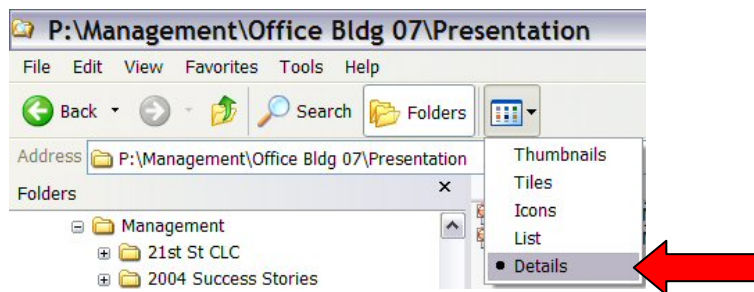 P:\Management\Office Bldg 07\Presentation
File Edit View Favorites Tools Help
Back Search Folders
Address P:\Management\Office Bldg 07\Presentation
Folders
Management
21st St CLC
2004 Success Stories
Thumbnails
Tiles
Icons
List
Details